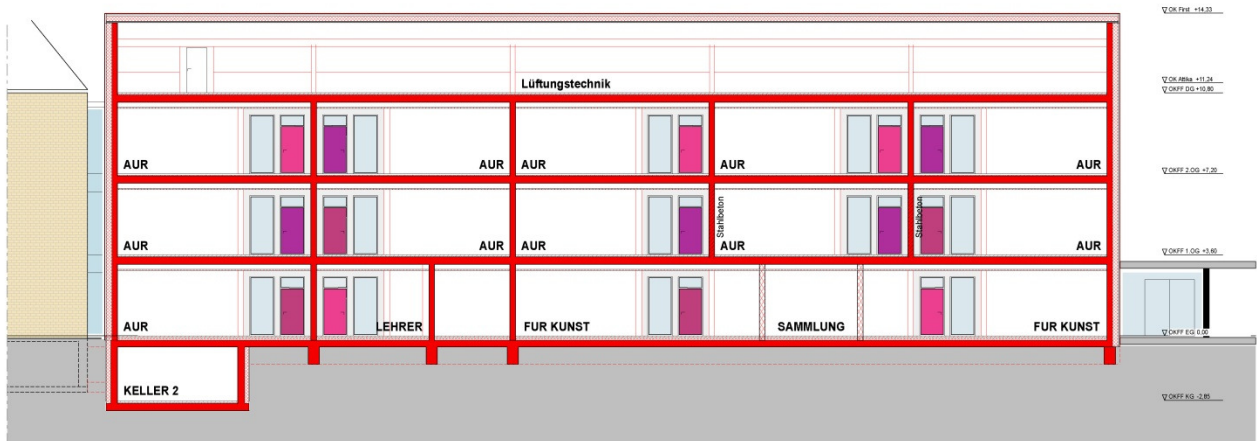 OK First +14,33
OK Attika +11,24
Lüftungstechnik
OKFF DG +10,80
AUR AUR AUR AUR AUR
OKFF 2.OG +7,20
Stahlbeton Stahlbeton
AUR AUR AUR AUR AUR
OKFF 1.OG +3,60
AUR LEHRER FUR KUNST SAMMLUNG FUR KUNST
OKFF EG 0,00
KELLER 2
OKFF KG -2,85